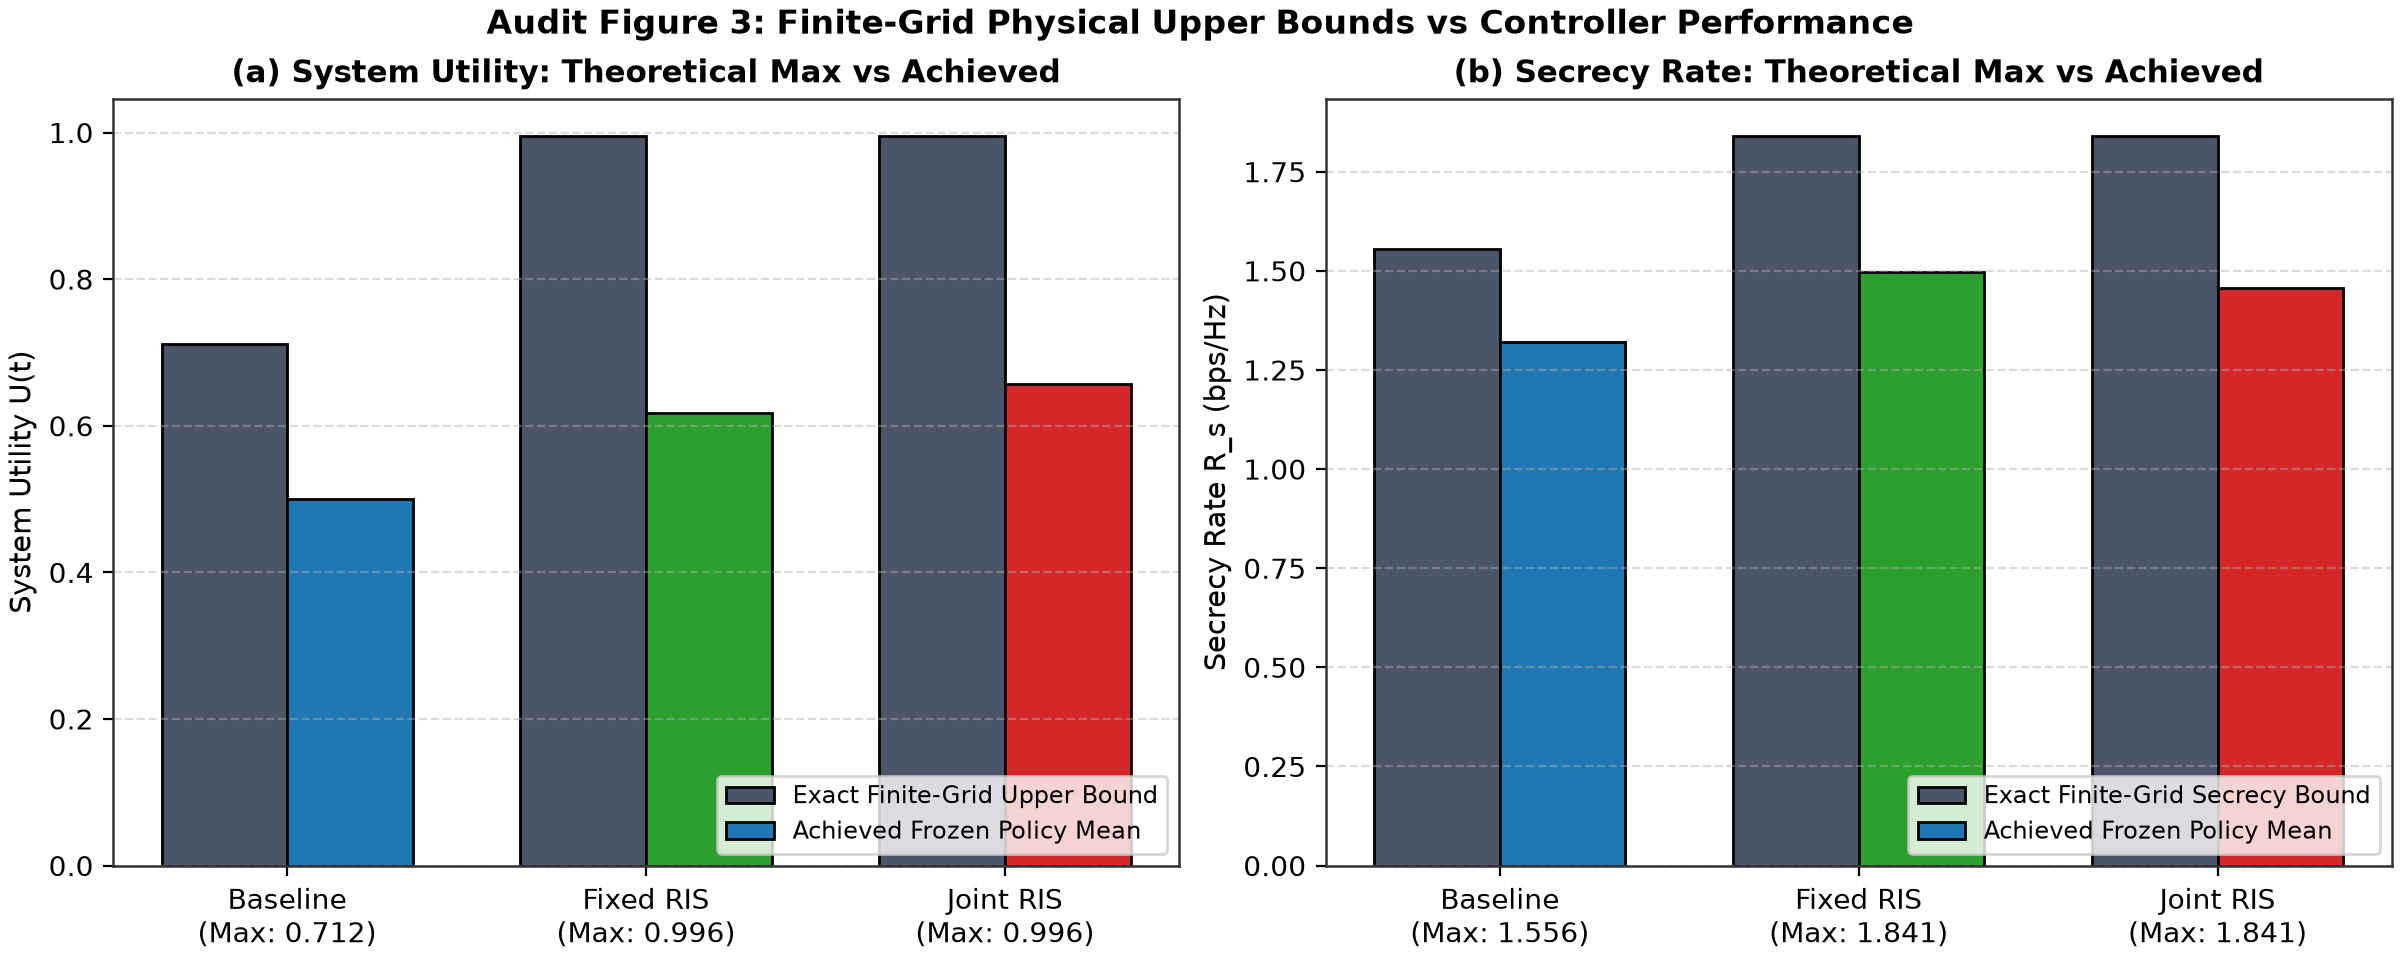 Audit Figure 3: Finite-Grid Physical Upper Bounds vs Controller Performance
(a) System Utility: Theoretical Max vs Achieved
System Utility U(t)
1.0
0.8
0.6
0.4
0.2
0.0
Exact Finite-Grid Upper Bound
Achieved Frozen Policy Mean
Baseline
(Max: 0.712)
Fixed RIS
(Max: 0.996)
Joint RIS
(Max: 0.996)
(b) Secrecy Rate: Theoretical Max vs Achieved
Secrecy Rate R_s (bps/Hz)
1.75
1.50
1.25
1.00
0.75
0.50
0.25
0.00
Exact Finite-Grid Secrecy Bound
Achieved Frozen Policy Mean
Baseline
(Max: 1.556)
Fixed RIS
(Max: 1.841)
Joint RIS
(Max: 1.841)